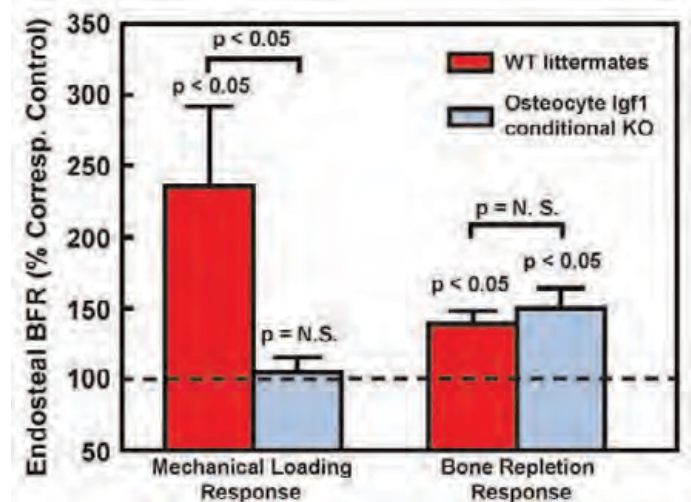 Endosteal BFR (% Corresp. Control)
350
300
250
200
150
100
50
p < 0.05
p < 0.05
p = N.S.
WT littermates
Osteocyte Igf1
conditional KO
p = N. S.
p < 0.05
p < 0.05
Mechanical Loading
Response
Bone Repletion
Response